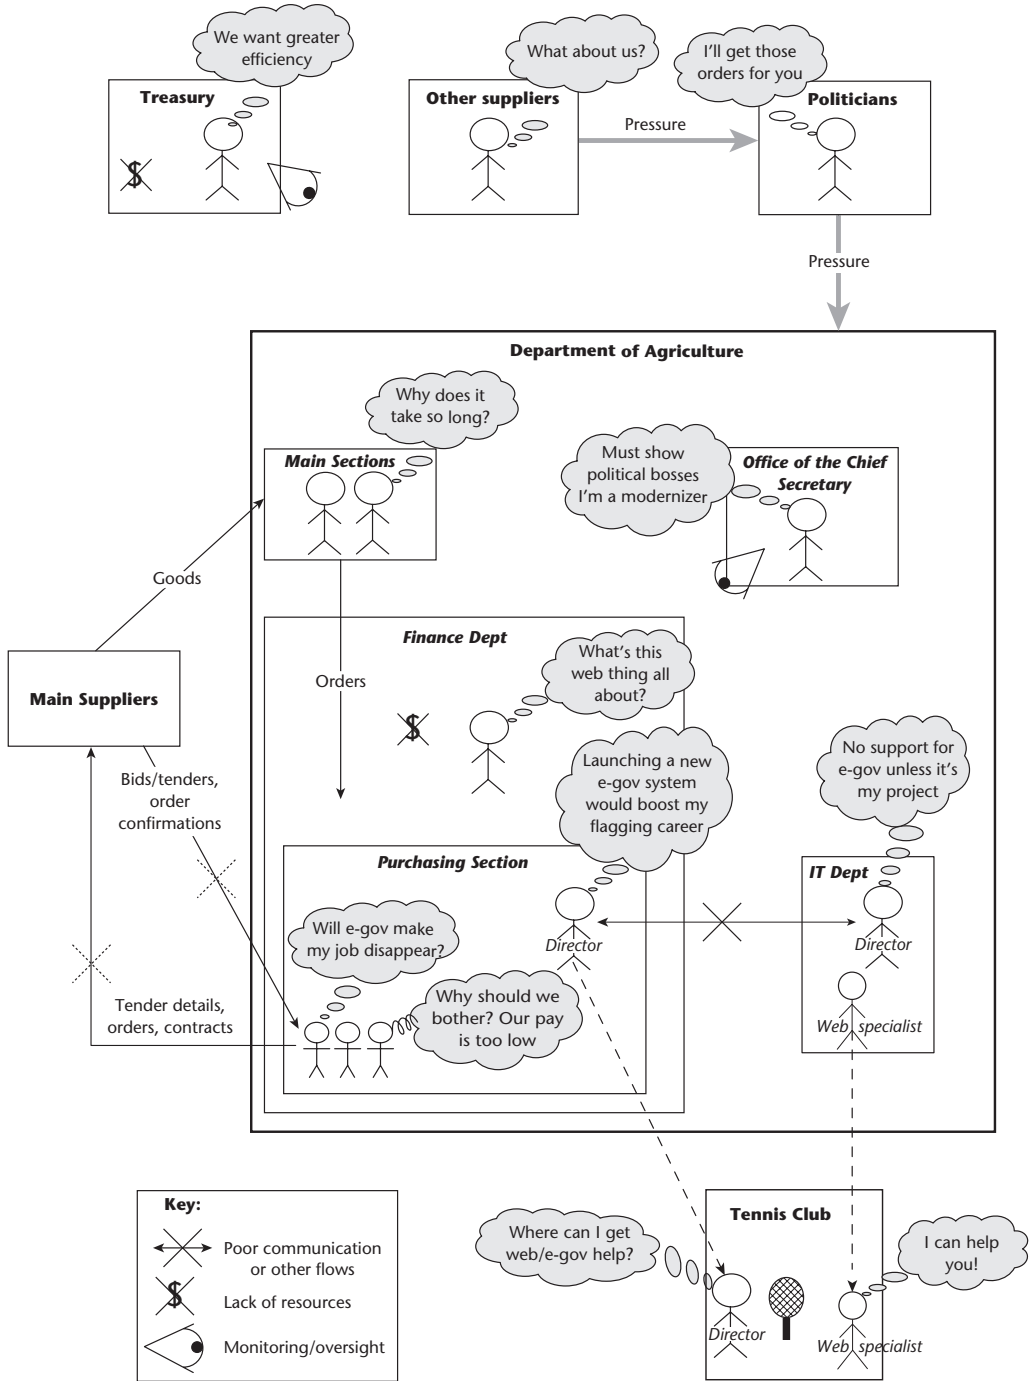 We want greater
efficiency
Treasury
What about us?
Other suppliers
I'll get those
orders for you
Politicians
Pressure
Pressure
Department of Agriculture
Why does it
take so long?
Main Sections
Must show
political bosses
I'm a modernizer
Office of the Chief
Secretary
Goods
Main Suppliers
Orders
Finance Dept
$
What's this
web thing all
about?
Launching a new
e-gov system
would boost my
flagging career
No support for
e-gov unless it's
my project
Bids/tenders,
order
confirmations
Purchasing Section
IT Dept
Will e-gov make
my job disappear?
Director
Director
Why should we
bother? Our pay
is too low
Tender details,
orders, contracts
Web specialist
Key:
Poor communication
or other flows
$
Lack of resources
Monitoring/oversight
Where can I get
web/e-gov help?
Tennis Club
I can help
you!
Director
Web specialist
$